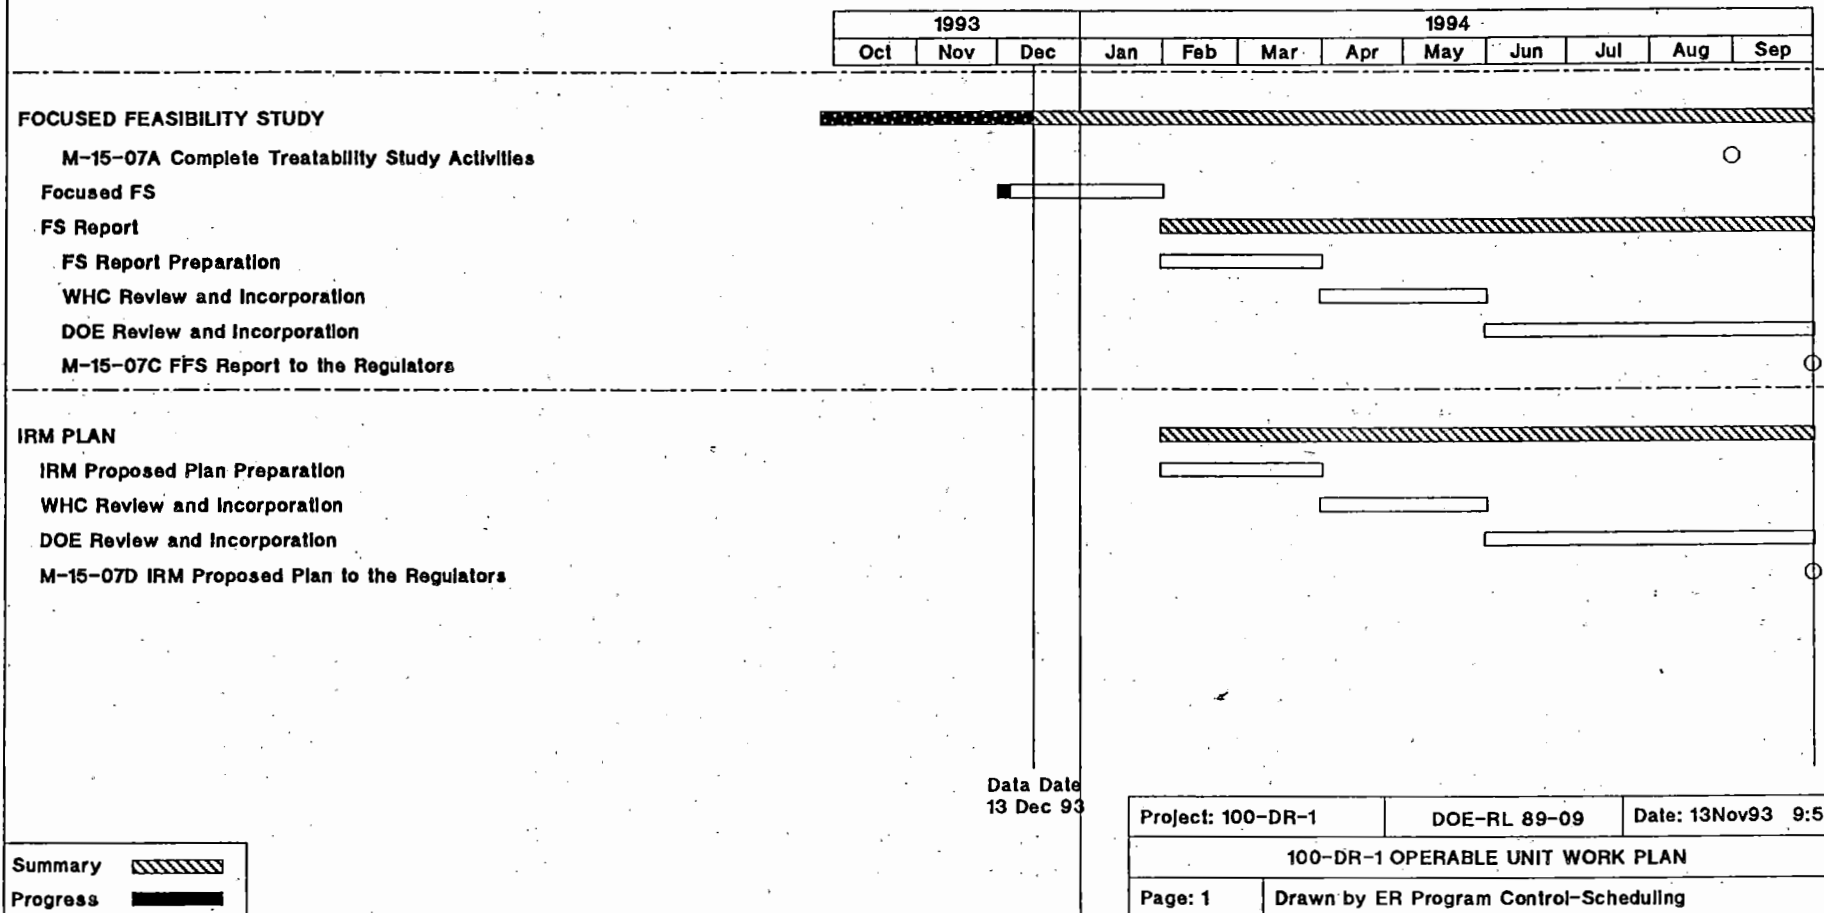 1993 1994
Oct Nov Dec Jan Feb Mar Apr May Jun Jul Aug Sep
FOCUSED FEASIBILITY STUDY
M-15-07A Complete Treatability Study Activities
Focused FS
FS Report
FS Report Preparation
WHC Review and Incorporation
DOE Review and Incorporation
M-15-07C FFS Report to the Regulators
IRM PLAN
IRM Proposed Plan Preparation
WHC Review and Incorporation
DOE Review and Incorporation
M-15-07D IRM Proposed Plan to the Regulators
Data Date
13 Dec 93
Project: 100-DR-1 DOE-RL 89-09 Date: 13Nov93 9:5
100-DR-1 OPERABLE UNIT WORK PLAN
Page: 1 Drawn by ER Program Control-Scheduling
Summary
Progress